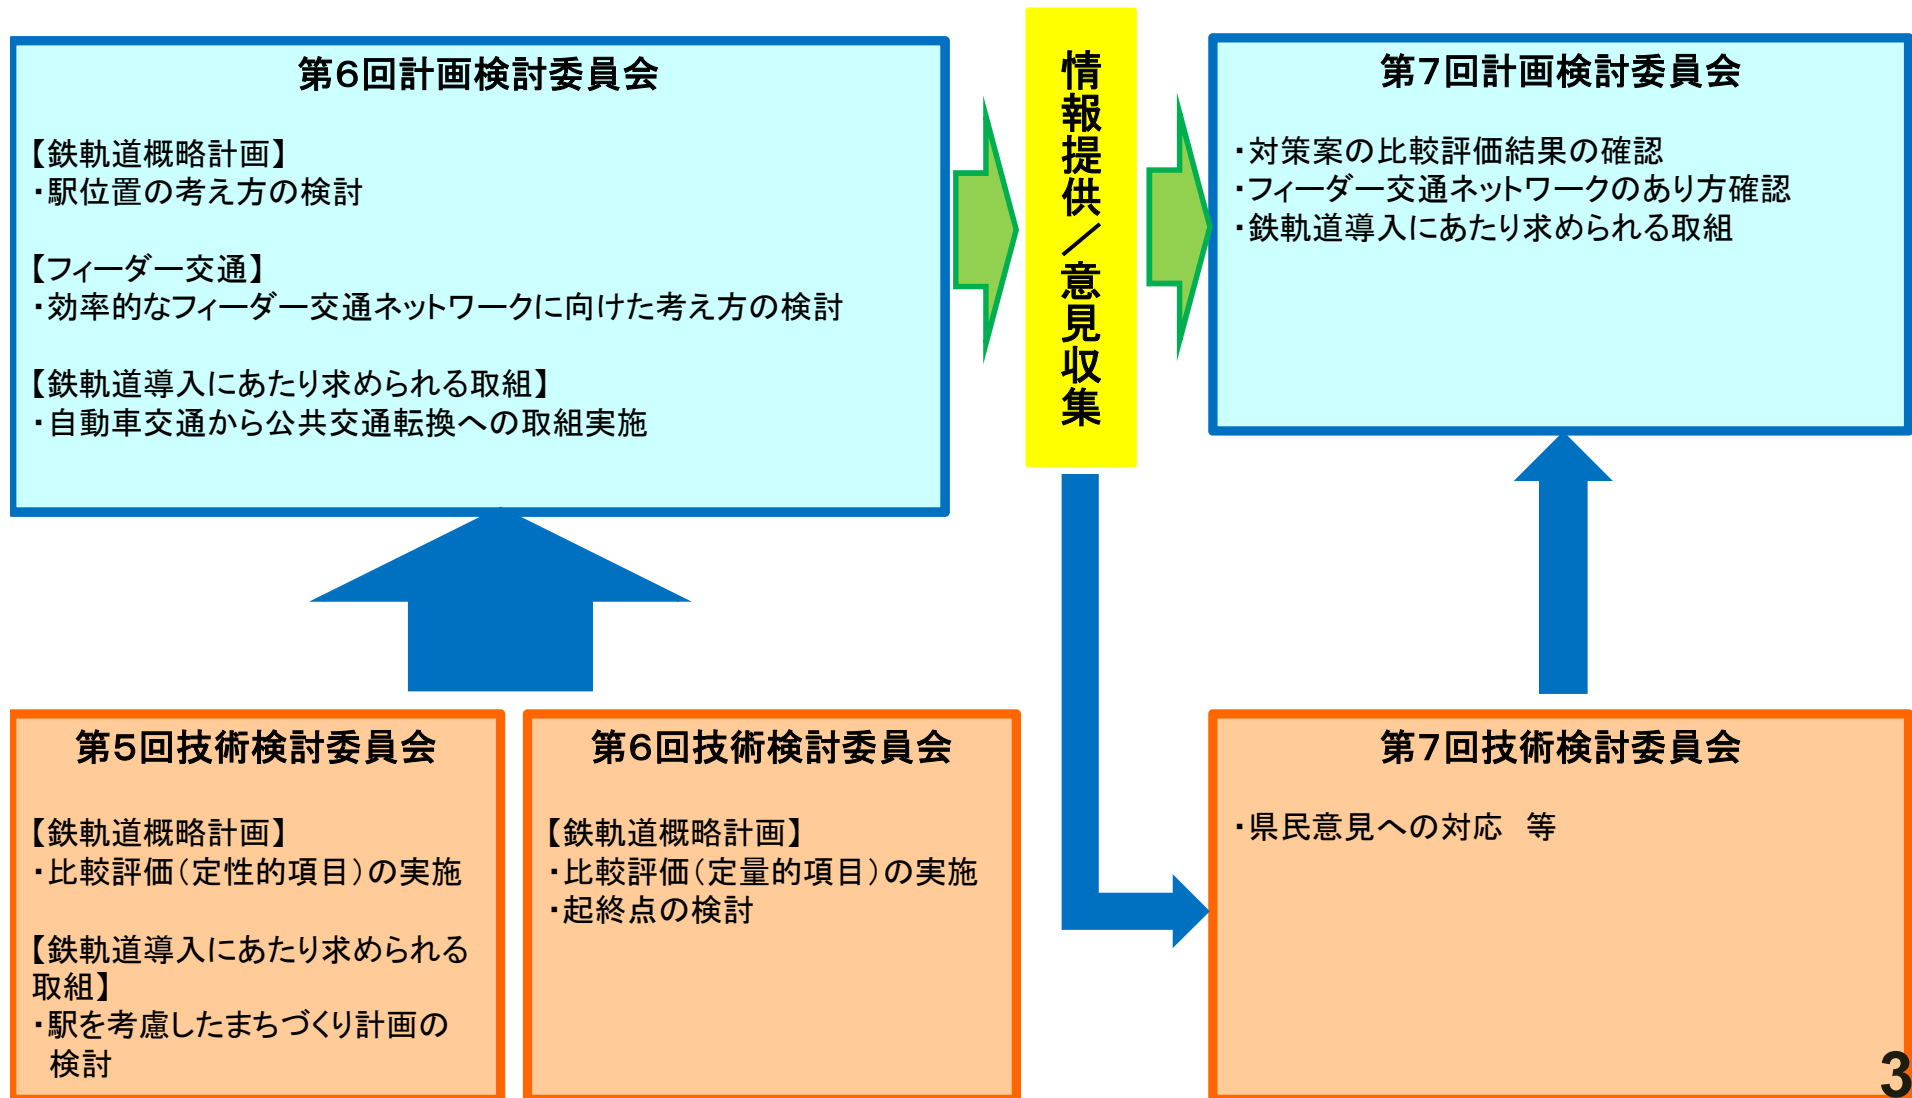 第6回計画検討委員会
【鉄軌道概略計画】
・駅位置の考え方の検討
【フィーダー交通】
・効率的なフィーダー交通ネットワークに向けた考え方の検討
【鉄軌道導入にあたり求められる取組】
・自動車交通から公共交通転換への取組実施
情報提供／意見収集
第7回計画検討委員会
・対策案の比較評価結果の確認
・フィーダー交通ネットワークのあり方確認
・鉄軌道導入にあたり求められる取組
第5回技術検討委員会
【鉄軌道概略計画】
・比較評価（定性的項目）の実施
【鉄軌道導入にあたり求められる
取組】
・駅を考慮したまちづくり計画の
検討
第6回技術検討委員会
【鉄軌道概略計画】
・比較評価（定量的項目）の実施
・起終点の検討
第7回技術検討委員会
・県民意見への対応　等
3